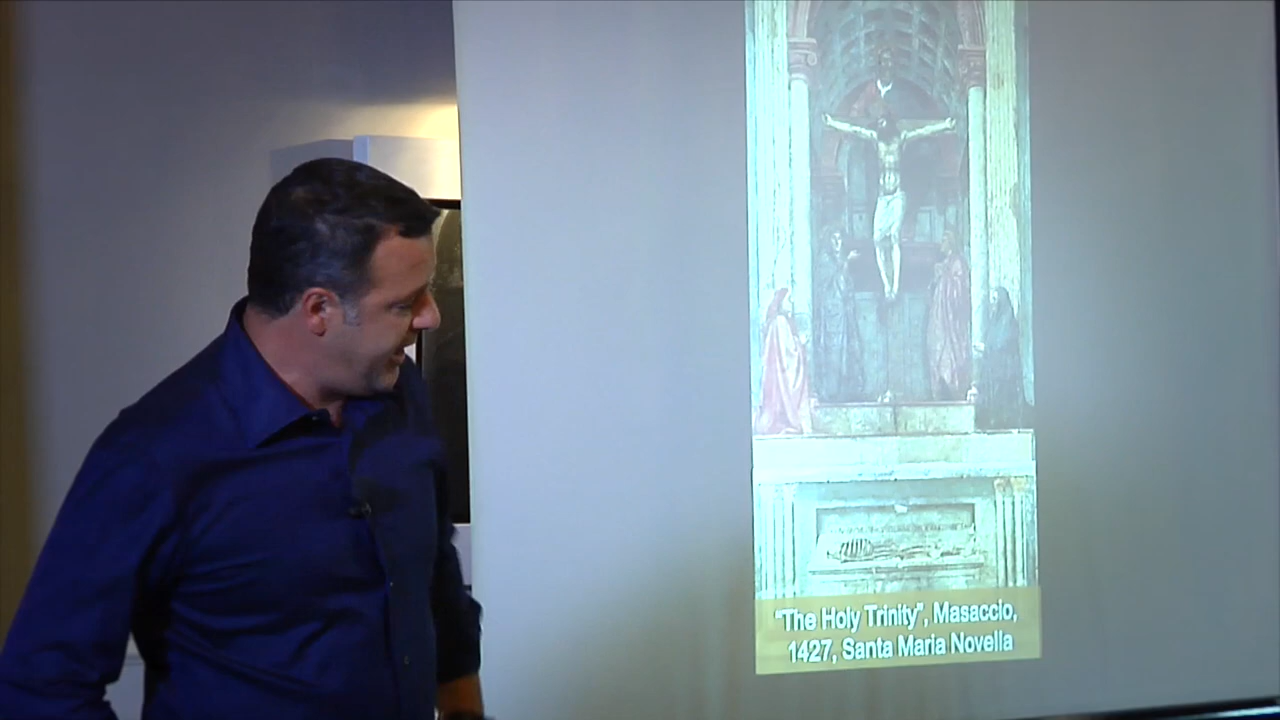 "The Holy Trinity", Masaccio,
1427, Santa Maria Novella